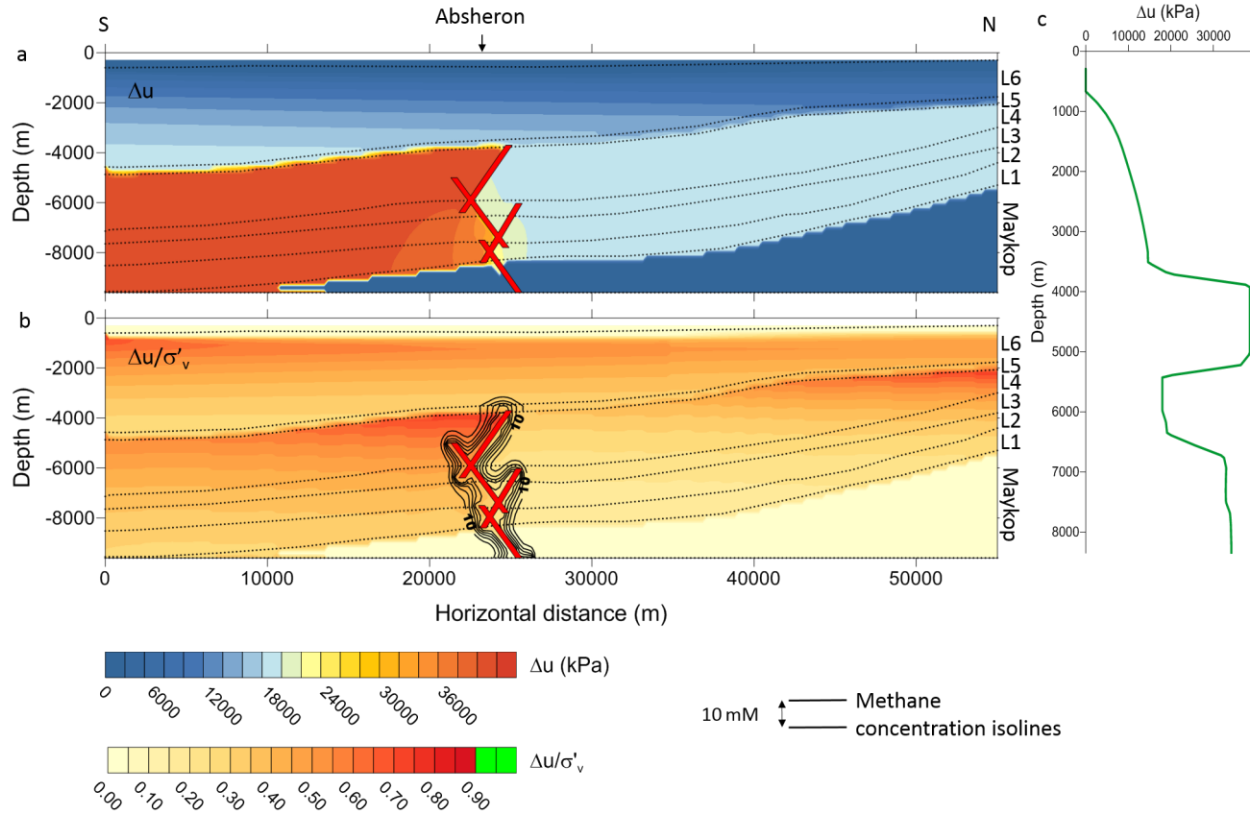 Absheron
S
N
a
Δu
Depth (m)
0
-2000
-4000
-6000
-8000
L6
L5
L4
L3
L2
L1
Maykop
b
Δu/σ'v
Depth (m)
0
-2000
-4000
-6000
-8000
10
10
10
L6
L5
L4
L3
L2
L1
Maykop
0 10000 20000 30000 40000 50000
Horizontal distance (m)
c
Δu (kPa)
0 10000 20000 30000
Depth (m)
0
1000
2000
3000
4000
5000
6000
7000
8000
Δu (kPa)
0 6000 12000 18000 24000 30000 36000
Δu/σ'v
0.00 0.10 0.20 0.30 0.40 0.50 0.60 0.70 0.80 0.90
10 mM
Methane
concentration isolines